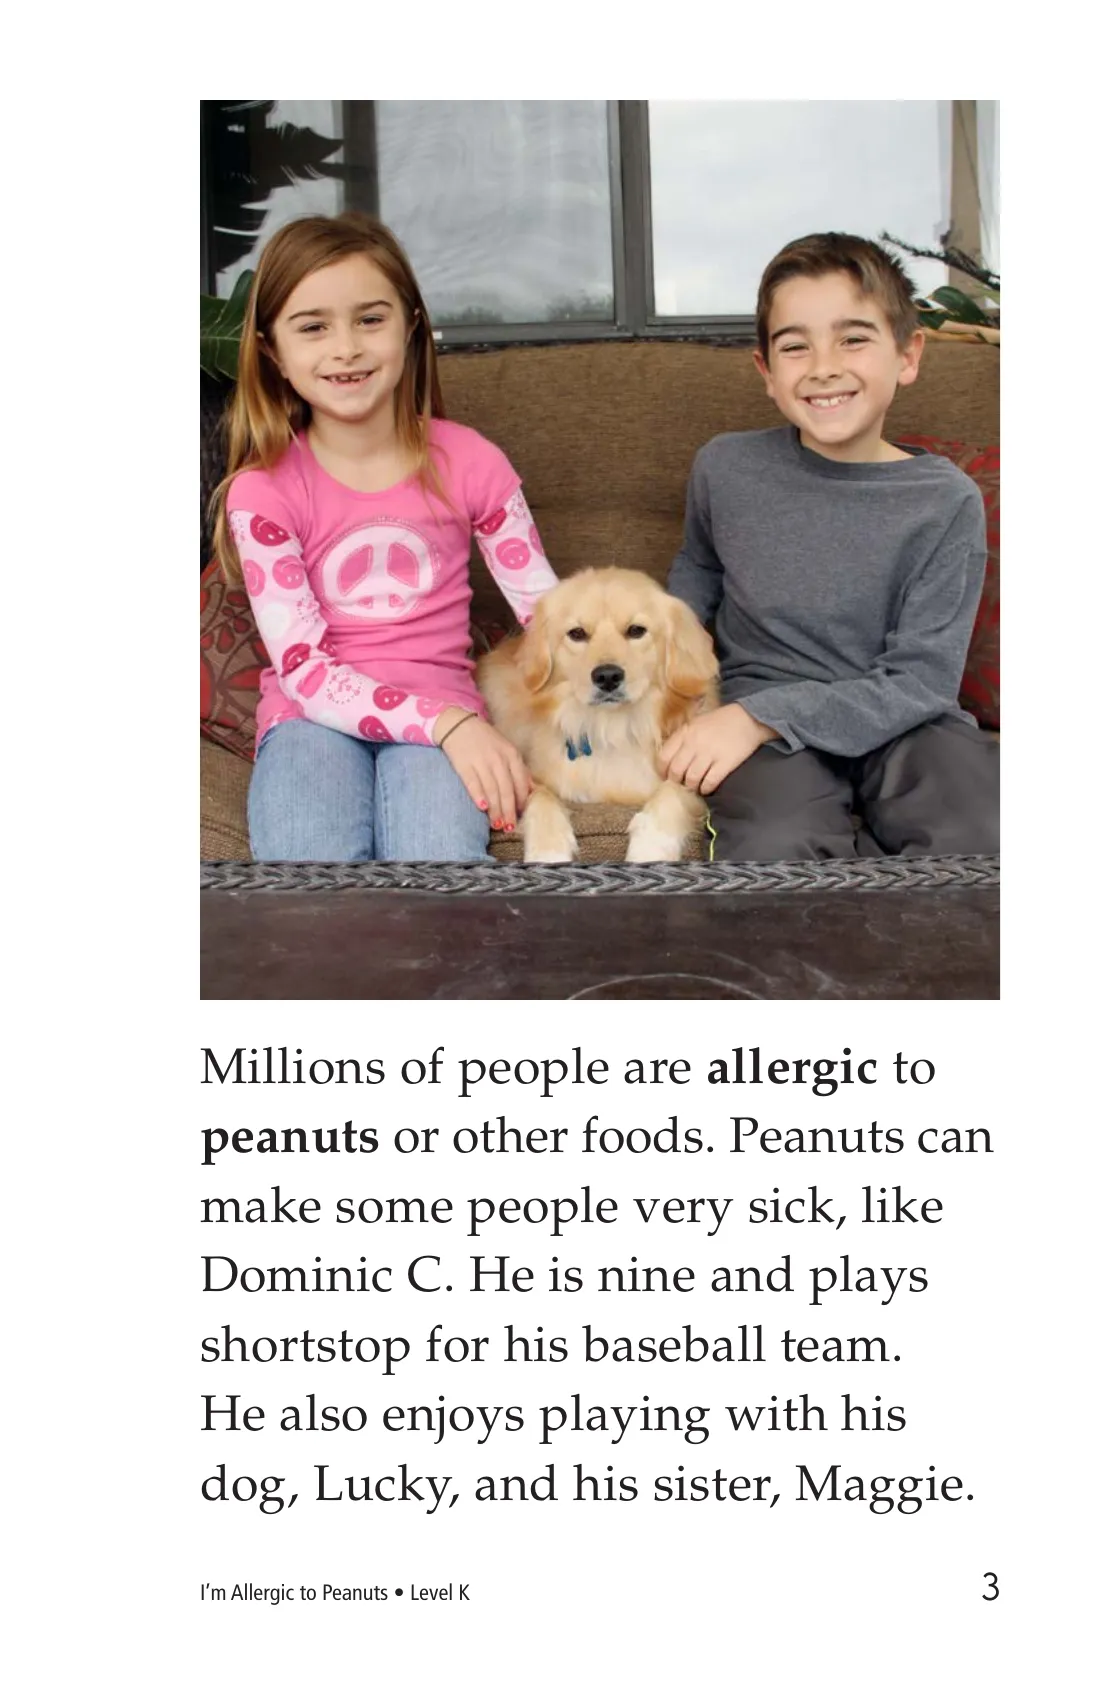 Millions of people are allergic to
peanuts or other foods. Peanuts can
make some people very sick, like
Dominic C. He is nine and plays
shortstop for his baseball team.
He also enjoys playing with his
dog, Lucky, and his sister, Maggie.
I’m Allergic to Peanuts • Level K
3